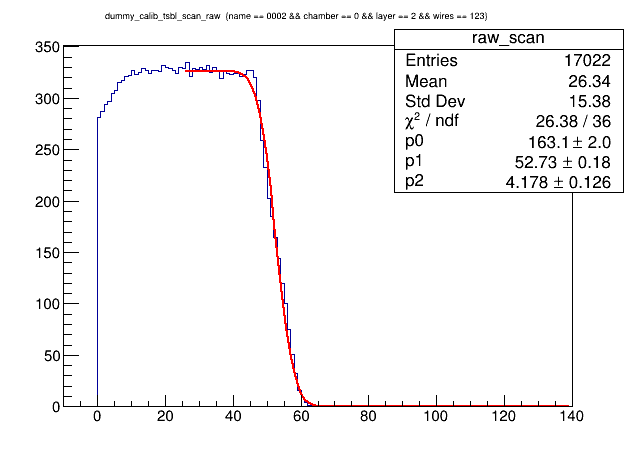 dummy_calib_tsbl_scan_raw {name == 0002 && chamber == 0 && layer == 2 && wires == 123}
raw_scan
Entries 17022
Mean 26.34
Std Dev 15.38
χ² / ndf 26.38 / 36
p0 163.1 ± 2.0
p1 52.73 ± 0.18
p2 4.178 ± 0.126
350
300
250
200
150
100
50
0
0 20 40 60 80 100 120 140